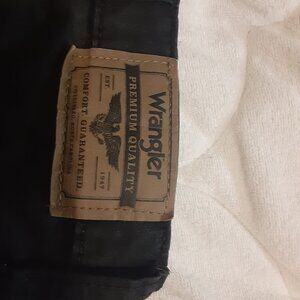 Wrangler
PREMIUM QUALITY
EST. 1947
COMFORT GUARANTEED